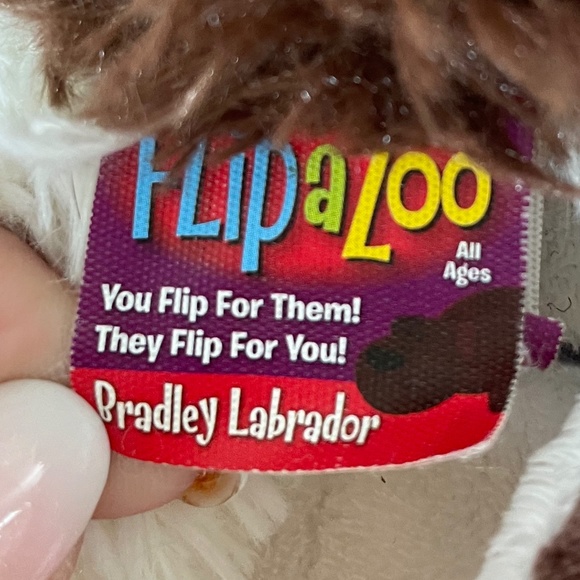 FLipaZoo
All
Ages
You Flip For Them!
They Flip For You!
Bradley Labrador